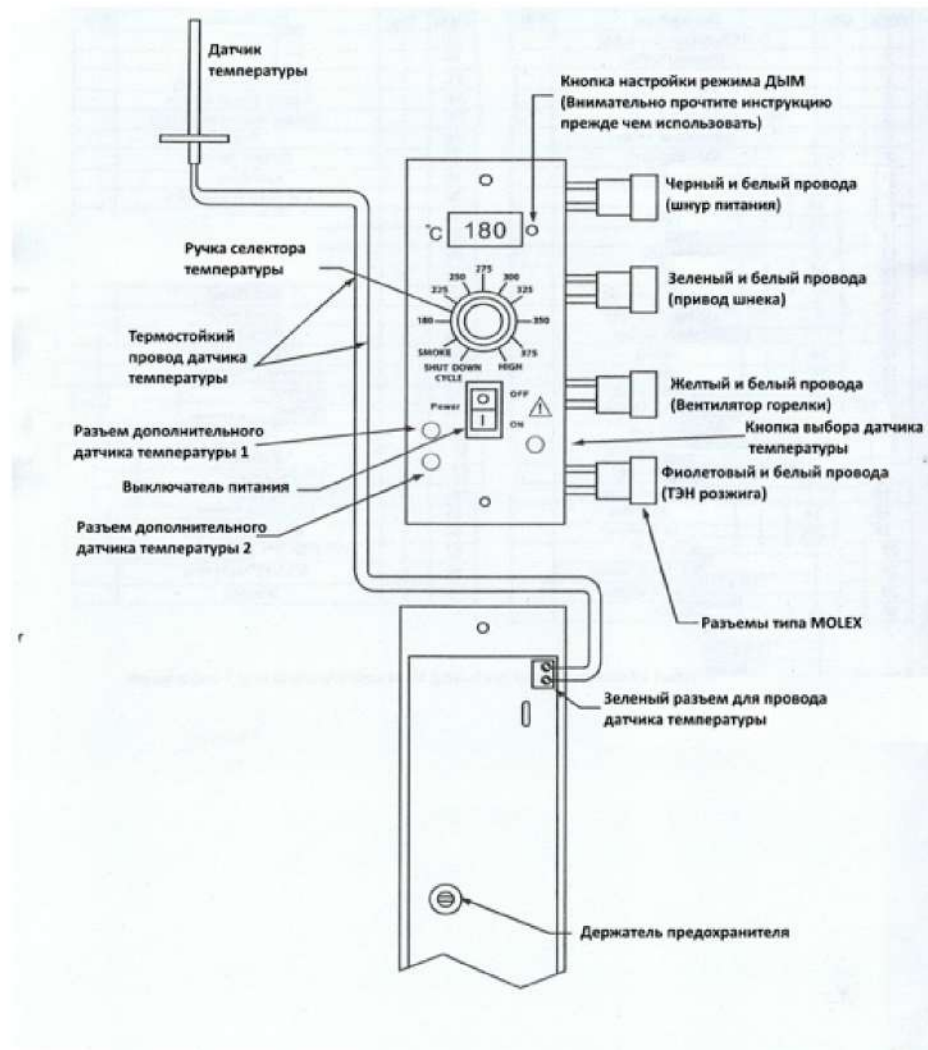 Датчик
температуры
Кнопка настройки режима ДЫМ
(Внимательно прочтите инструкцию
прежде чем использовать)
Черный и белый провода
(шнур питания)
°C 180
Ручка селектора
температуры
Зеленый и белый провода
(привод шнека)
275
250 300
225 325
180 350
SMOKE 375
SHUT DOWN HIGN
CYCLE
Термостойкий
провод датчика
температуры
Желтый и белый провода
(Вентилятор горелки)
Power
OFF
ON
Кнопка выбора датчика
температуры
Разъем дополнительного
датчика температуры 1
Фиолетовый и белый провода
(ТЭН розжига)
Выключатель питания
Разъем дополнительного
датчика температуры 2
Разъемы типа MOLEX
Зеленый разъем для провода
датчика температуры
Держатель предохранителя